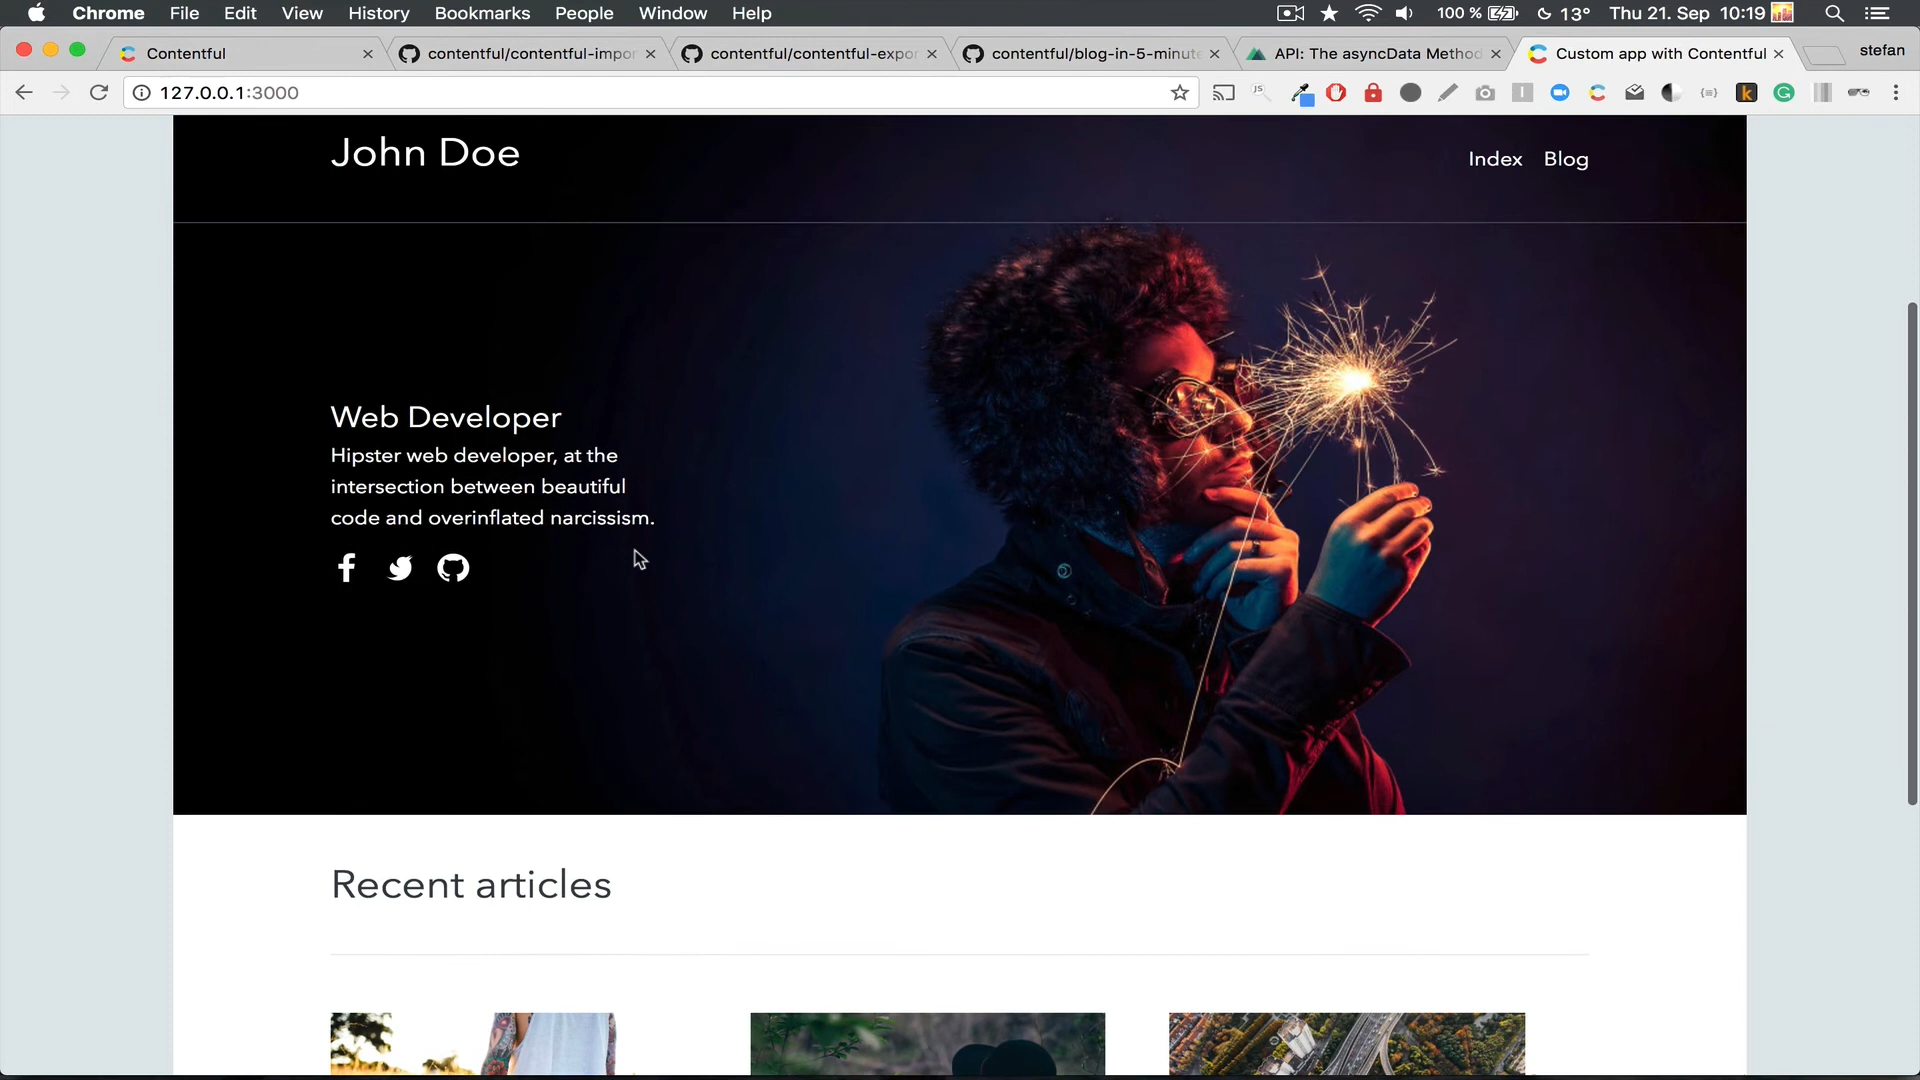 Chrome File Edit View History Bookmarks People Window Help 100 % 13° Thu 21. Sep 10:19
Contentful contentful/contentful-impor contentful/contentful-expor contentful/blog-in-5-minute API: The asyncData Method Custom app with Contentful stefan
127.0.0.1:3000
John Doe
Index Blog
Web Developer
Hipster web developer, at the
intersection between beautiful
code and overinflated narcissism.
Recent articles